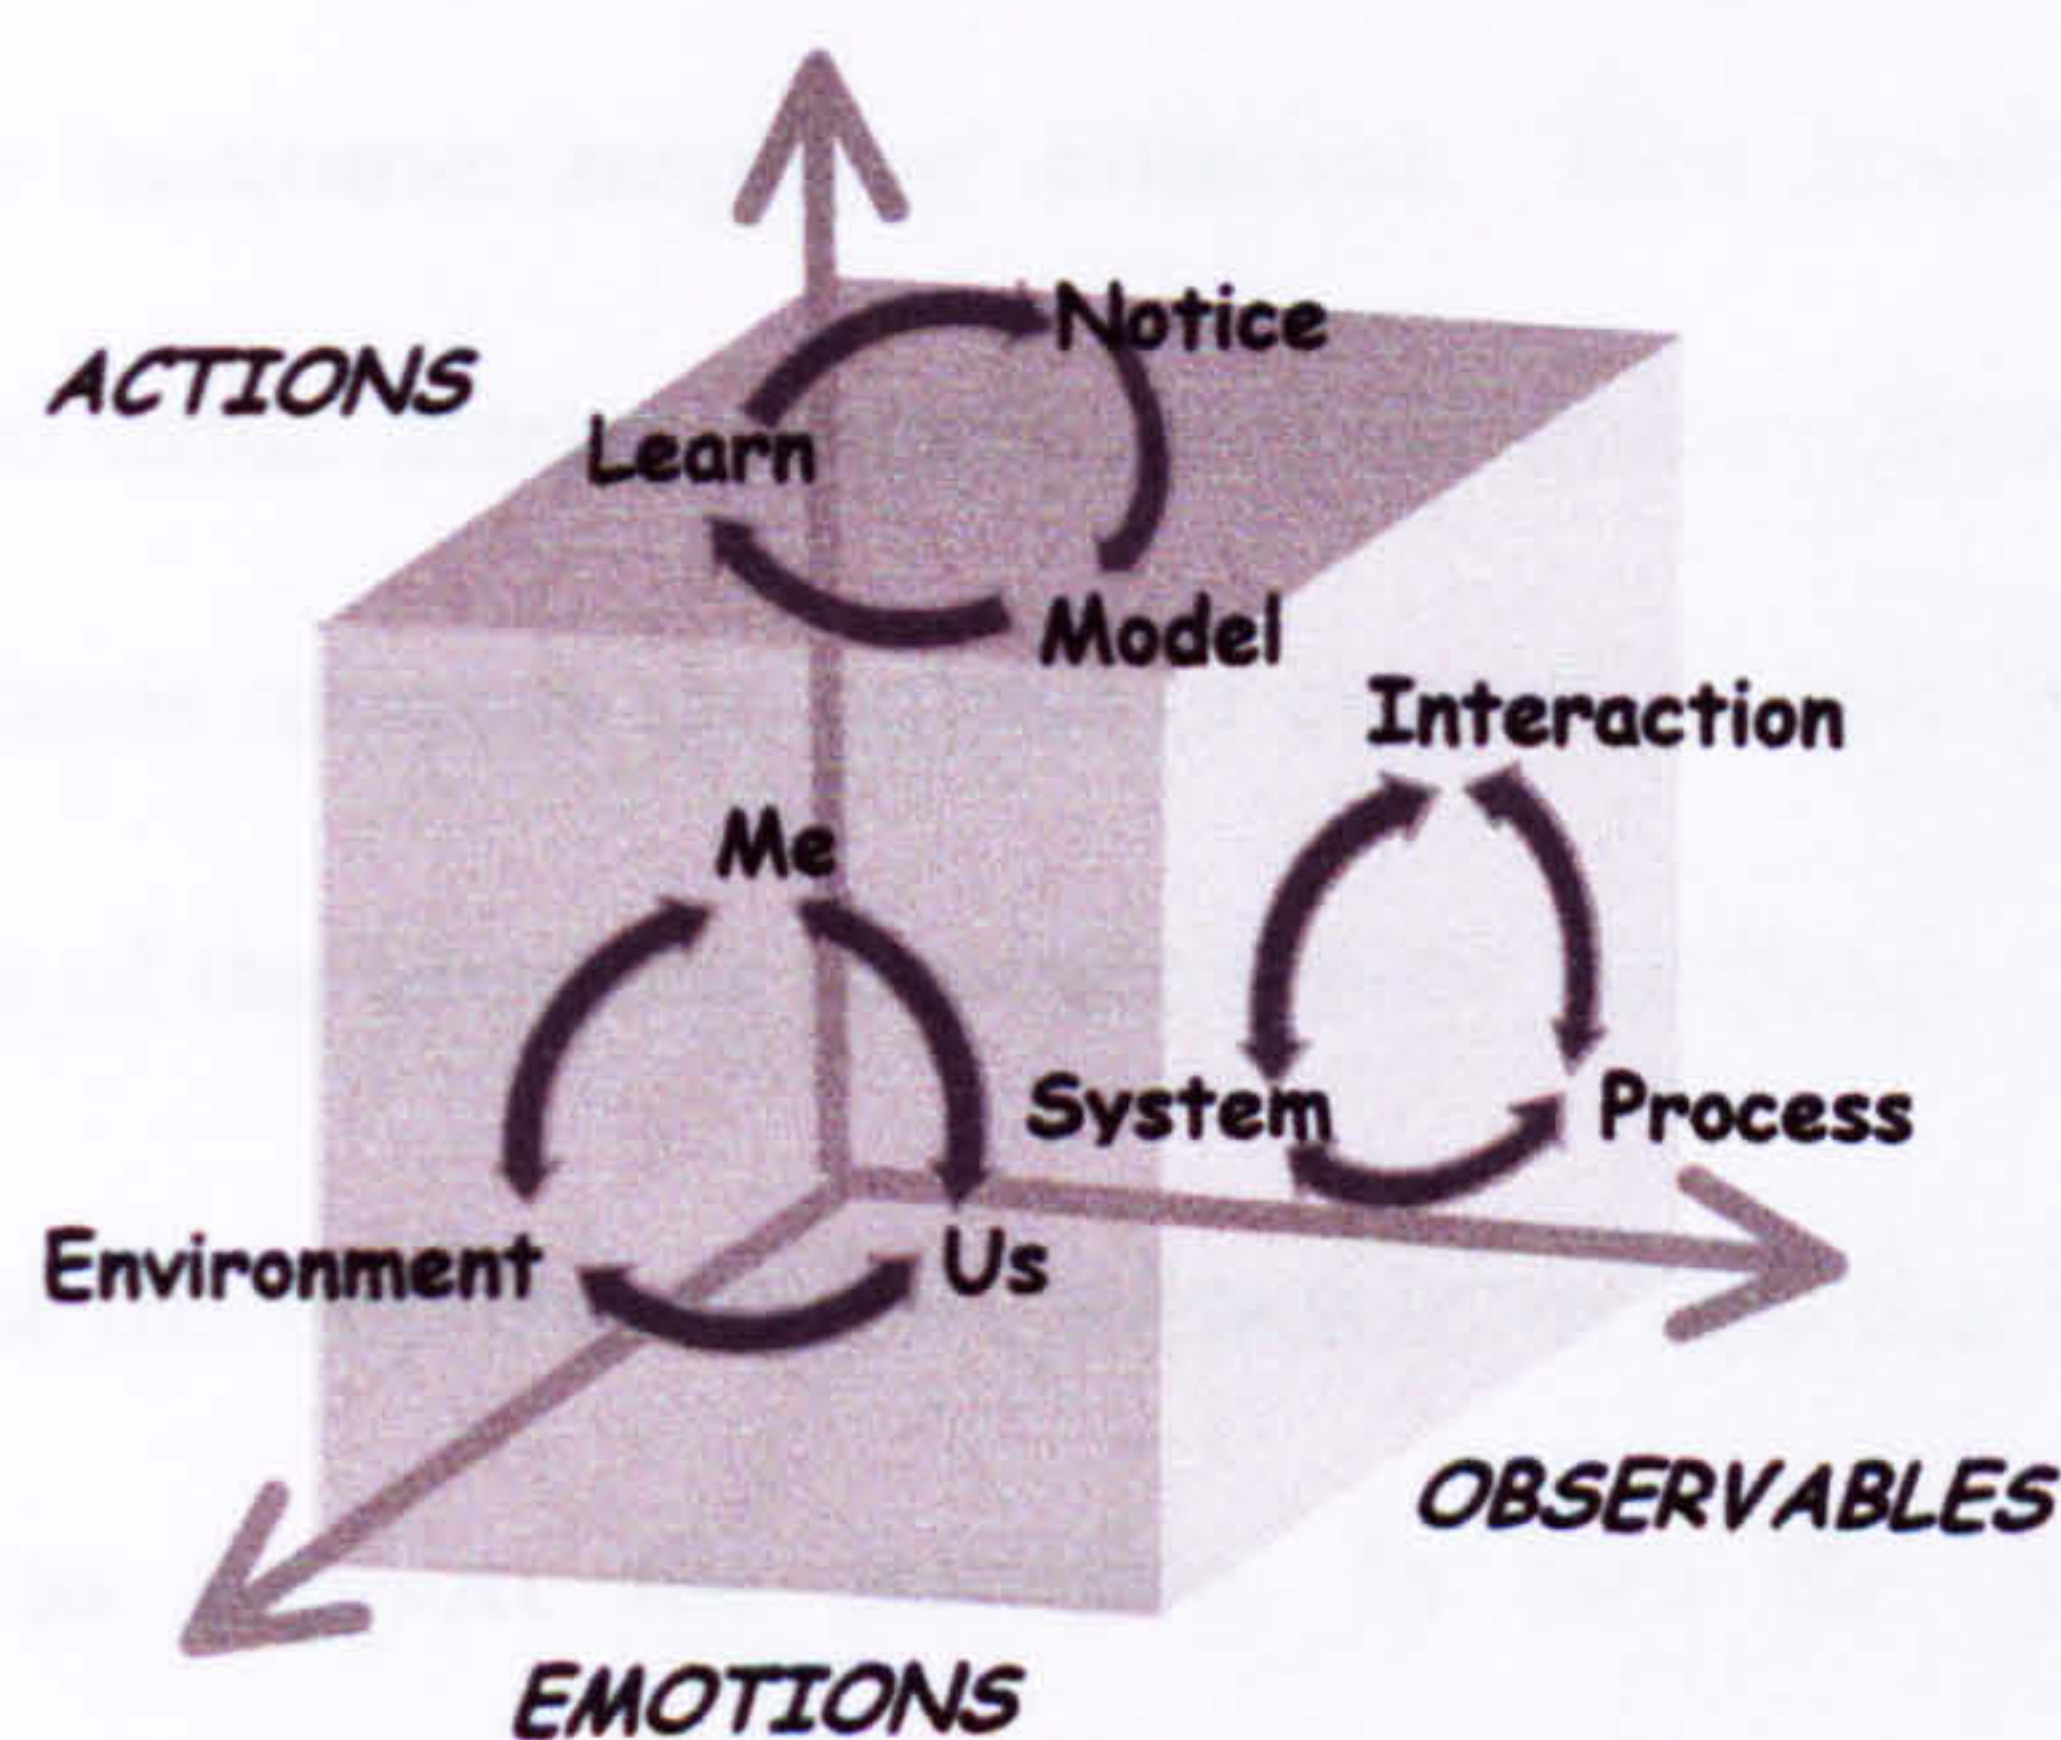 Notice
ACTIONS
Learn
Model
Interaction
Me
System
Process
Environment
Us
OBSERVABLES
EMOTIONS